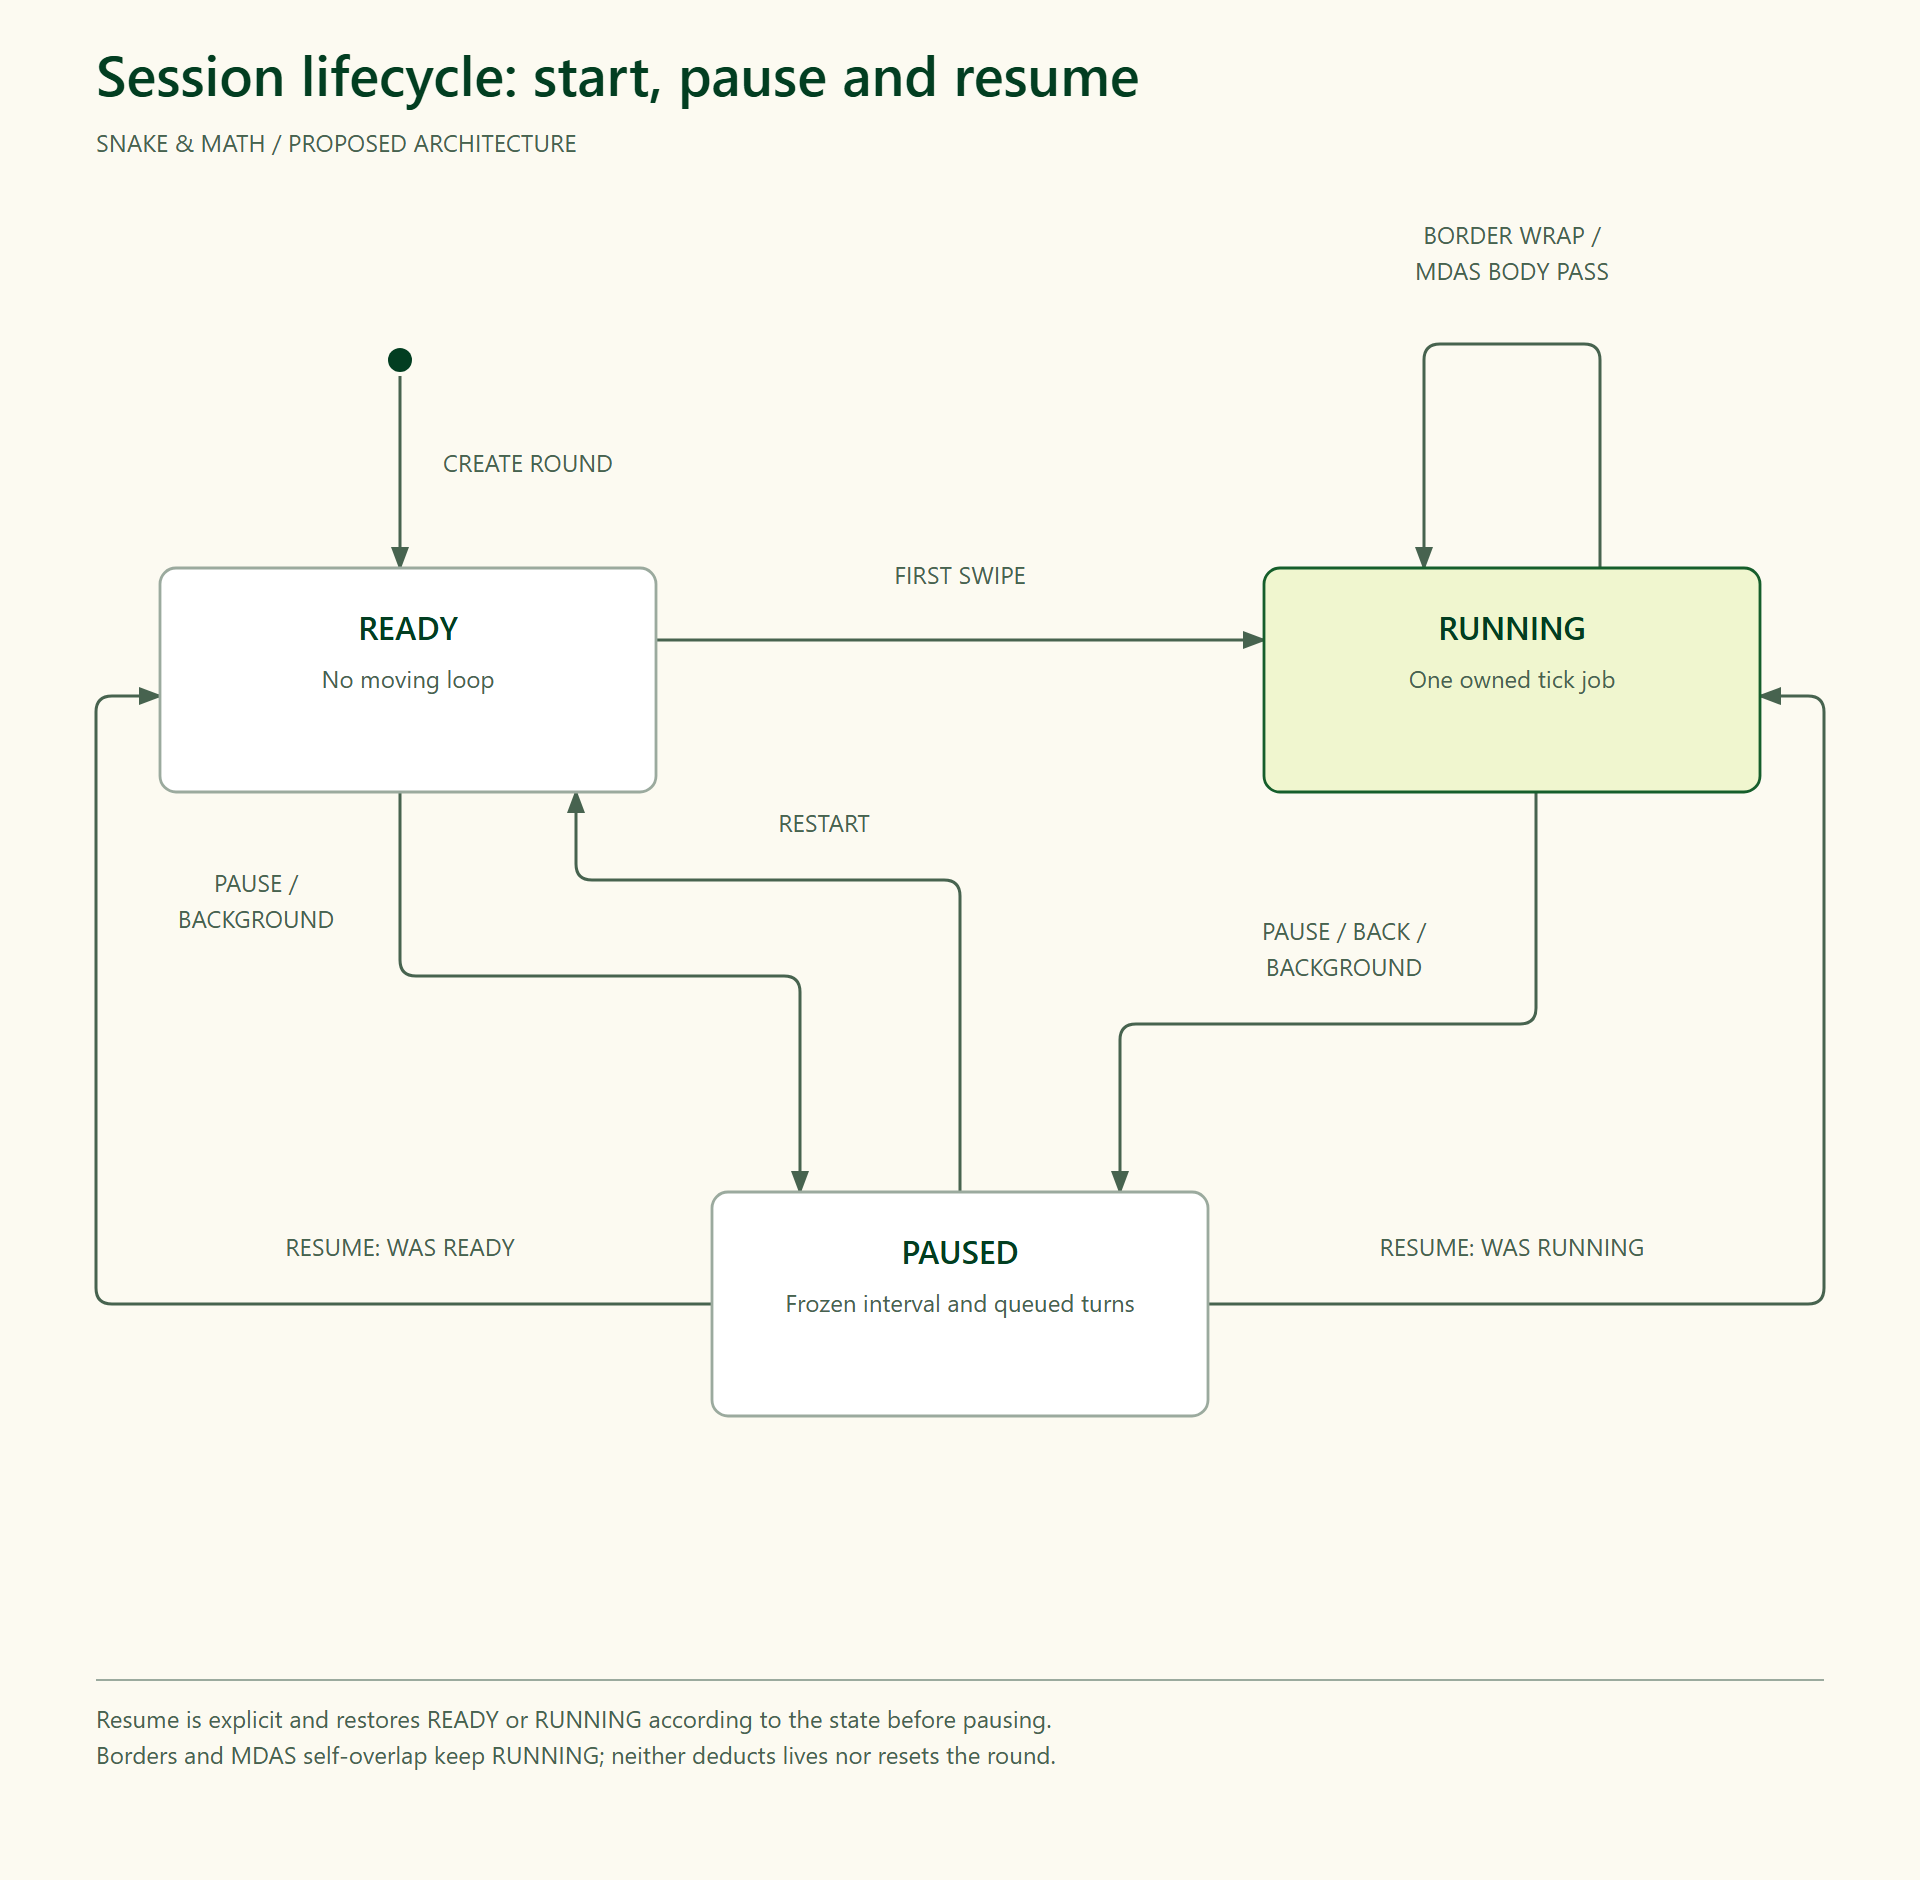 Session lifecycle: start, pause and resume
SNAKE & MATH / PROPOSED ARCHITECTURE
BORDER WRAP /
MDAS BODY PASS
CREATE ROUND
FIRST SWIPE
READY
No moving loop
RUNNING
One owned tick job
RESTART
PAUSE /
BACKGROUND
PAUSE / BACK /
BACKGROUND
RESUME: WAS READY
PAUSED
Frozen interval and queued turns
RESUME: WAS RUNNING
Resume is explicit and restores READY or RUNNING according to the state before pausing.
Borders and MDAS self-overlap keep RUNNING; neither deducts lives nor resets the round.